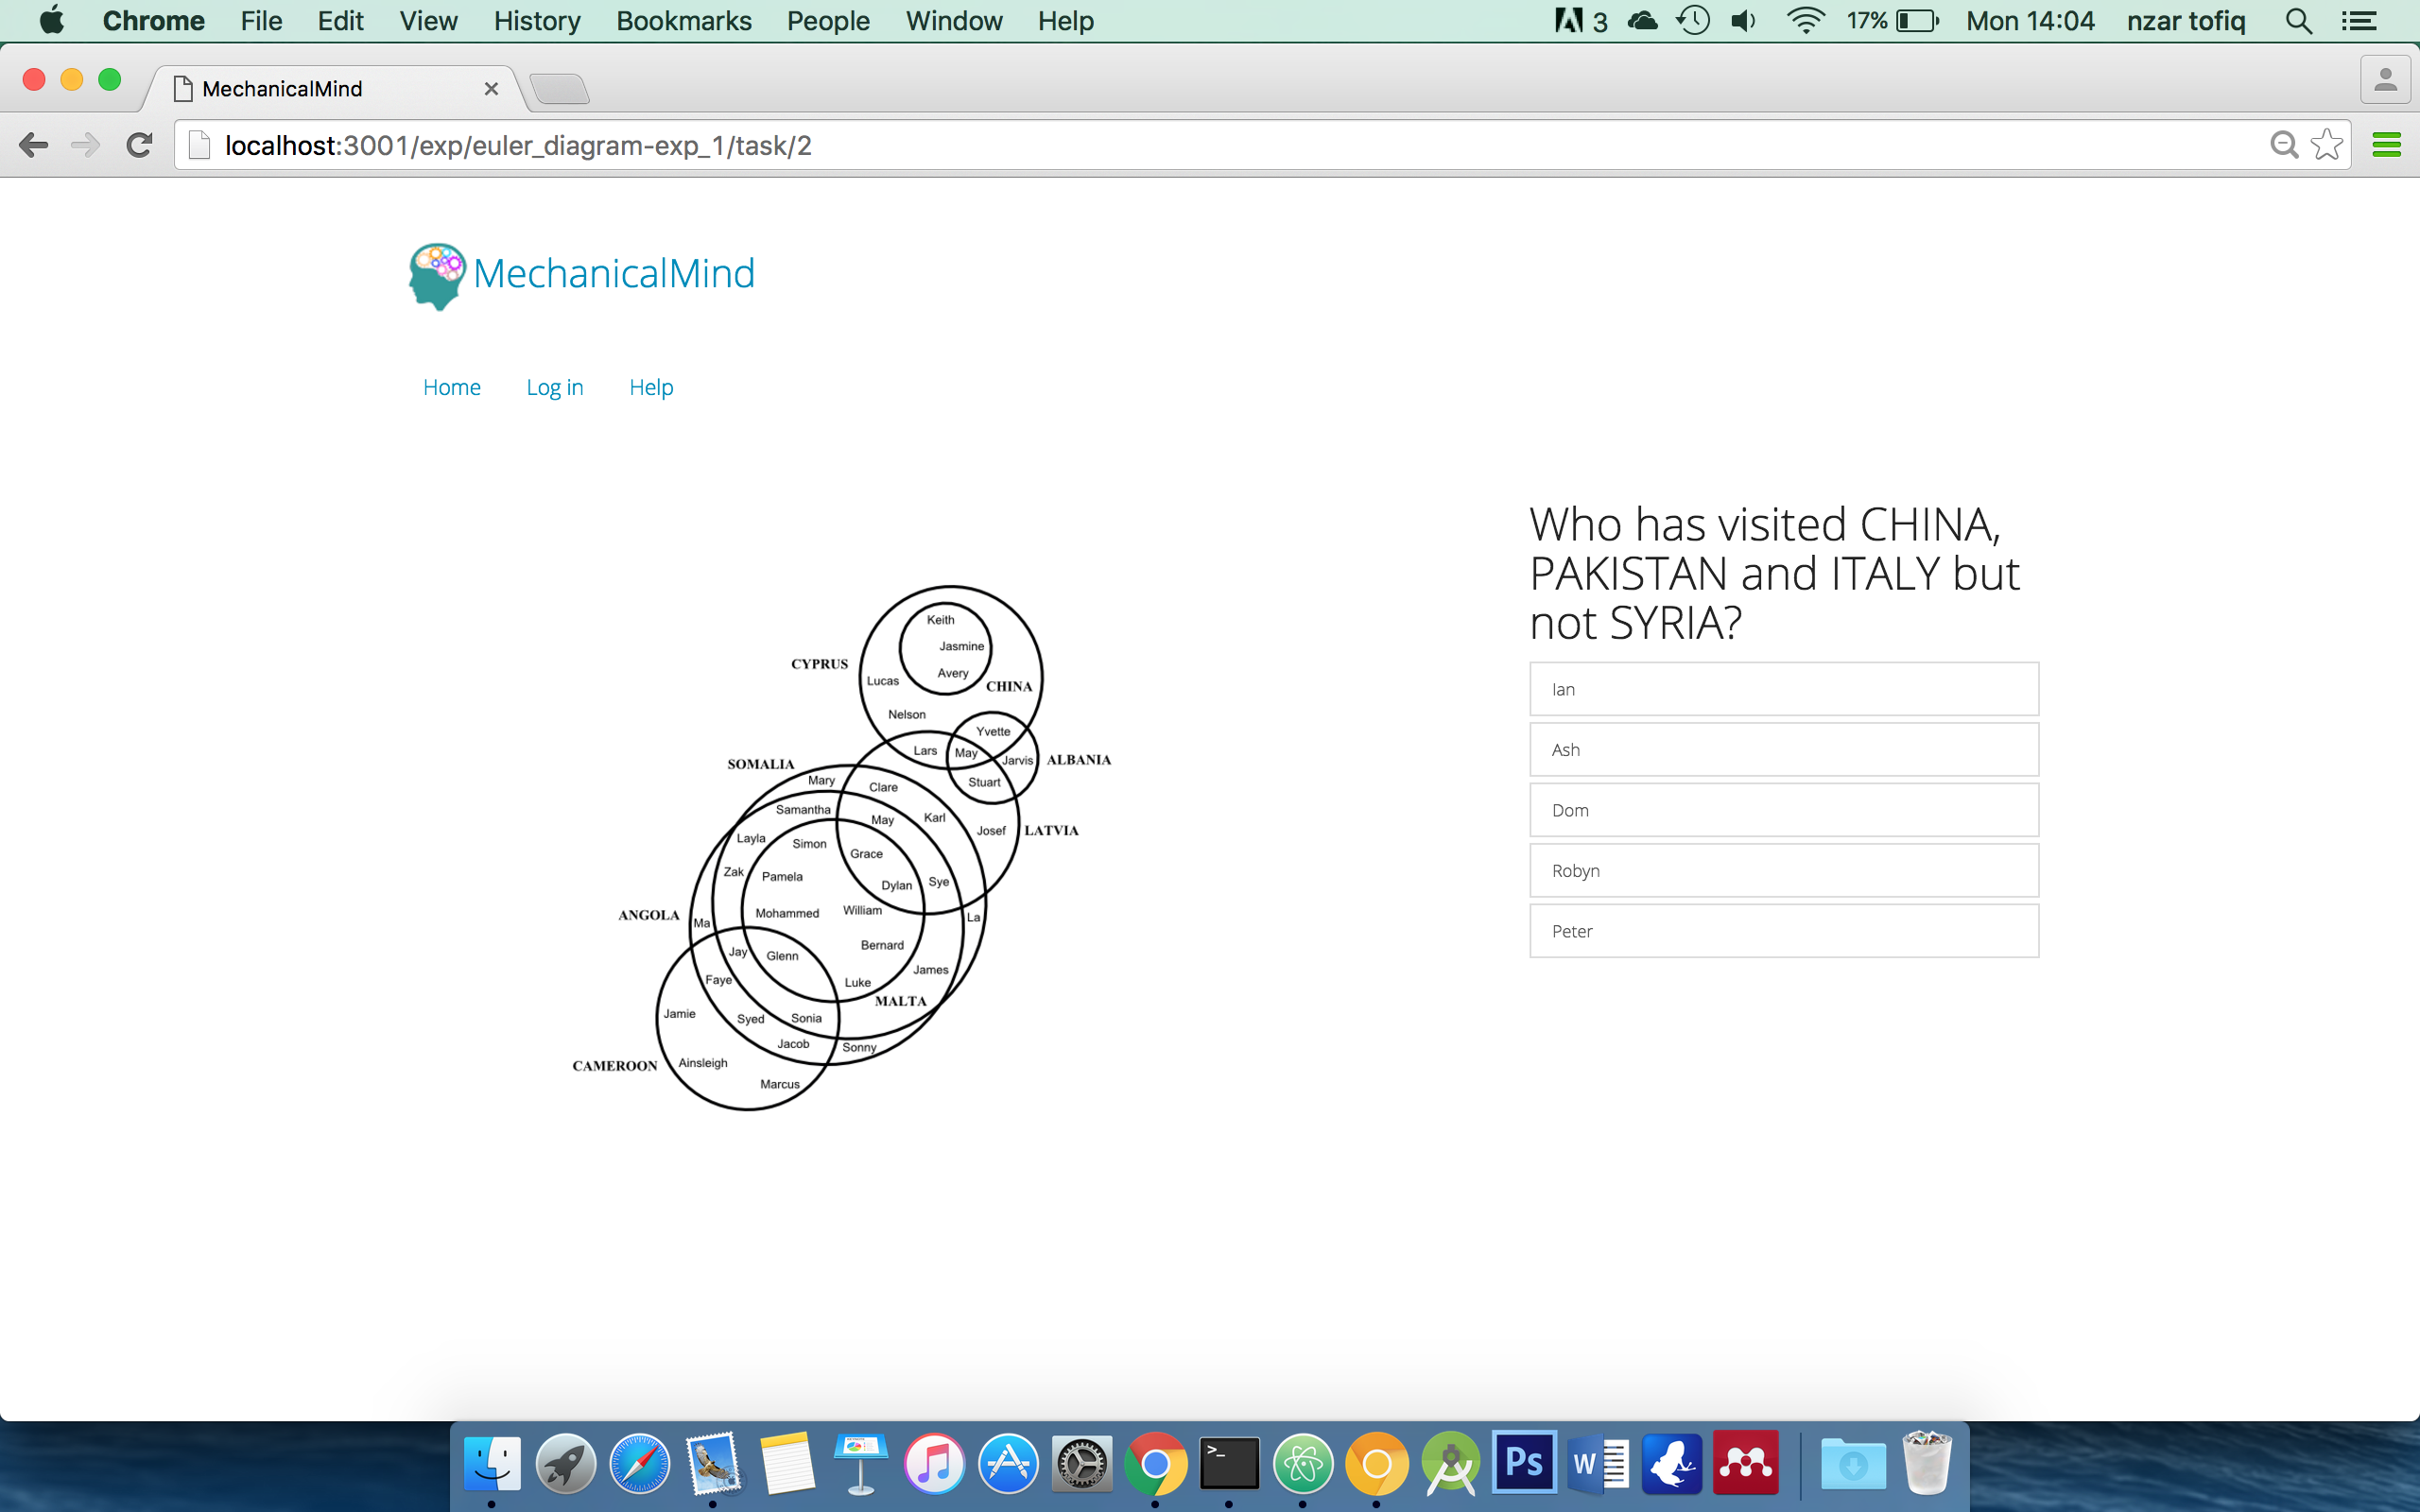 Chrome File Edit View History Bookmarks People Window Help 3 17% Mon 14:04 nzar tofiq
MechanicalMind
localhost:3001/exp/euler_diagram-exp_1/task/2
MechanicalMind
Home Log in Help
Who has visited CHINA,
PAKISTAN and ITALY but
not SYRIA?
Ian
Ash
Dom
Robyn
Peter
Keith
Jasmine
CYPRUS
Avery
Lucas
CHINA
Nelson
Yvette
Lars
May
Jarvis
ALBANIA
SOMALIA
Mary
Stuart
Clare
Samantha
May
Karl
Josef
LATVIA
Layla
Simon
Grace
Zak
Pamela
Dylan
Sye
ANGOLA
Ma
Mohammed
William
La
Bernard
Jay
Glenn
James
Faye
Luke
MALTA
Jamie
Syed
Sonia
Jacob
Sonny
CAMEROON
Ainsleigh
Marcus
>_
Ps
W